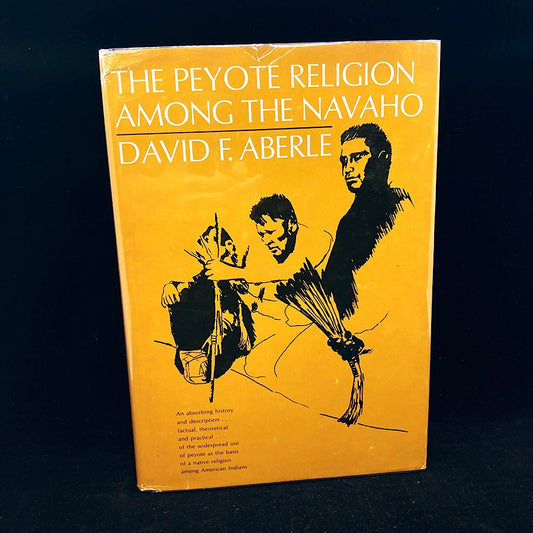 THE PEYOTE RELIGION
AMONG THE NAVAHO
DAVID F. ABERLE
An absorbing history
and description . . .
factual, theoretical
and practical . . .
of the widespread use
of peyote as the basis
of a native religion
among American Indians